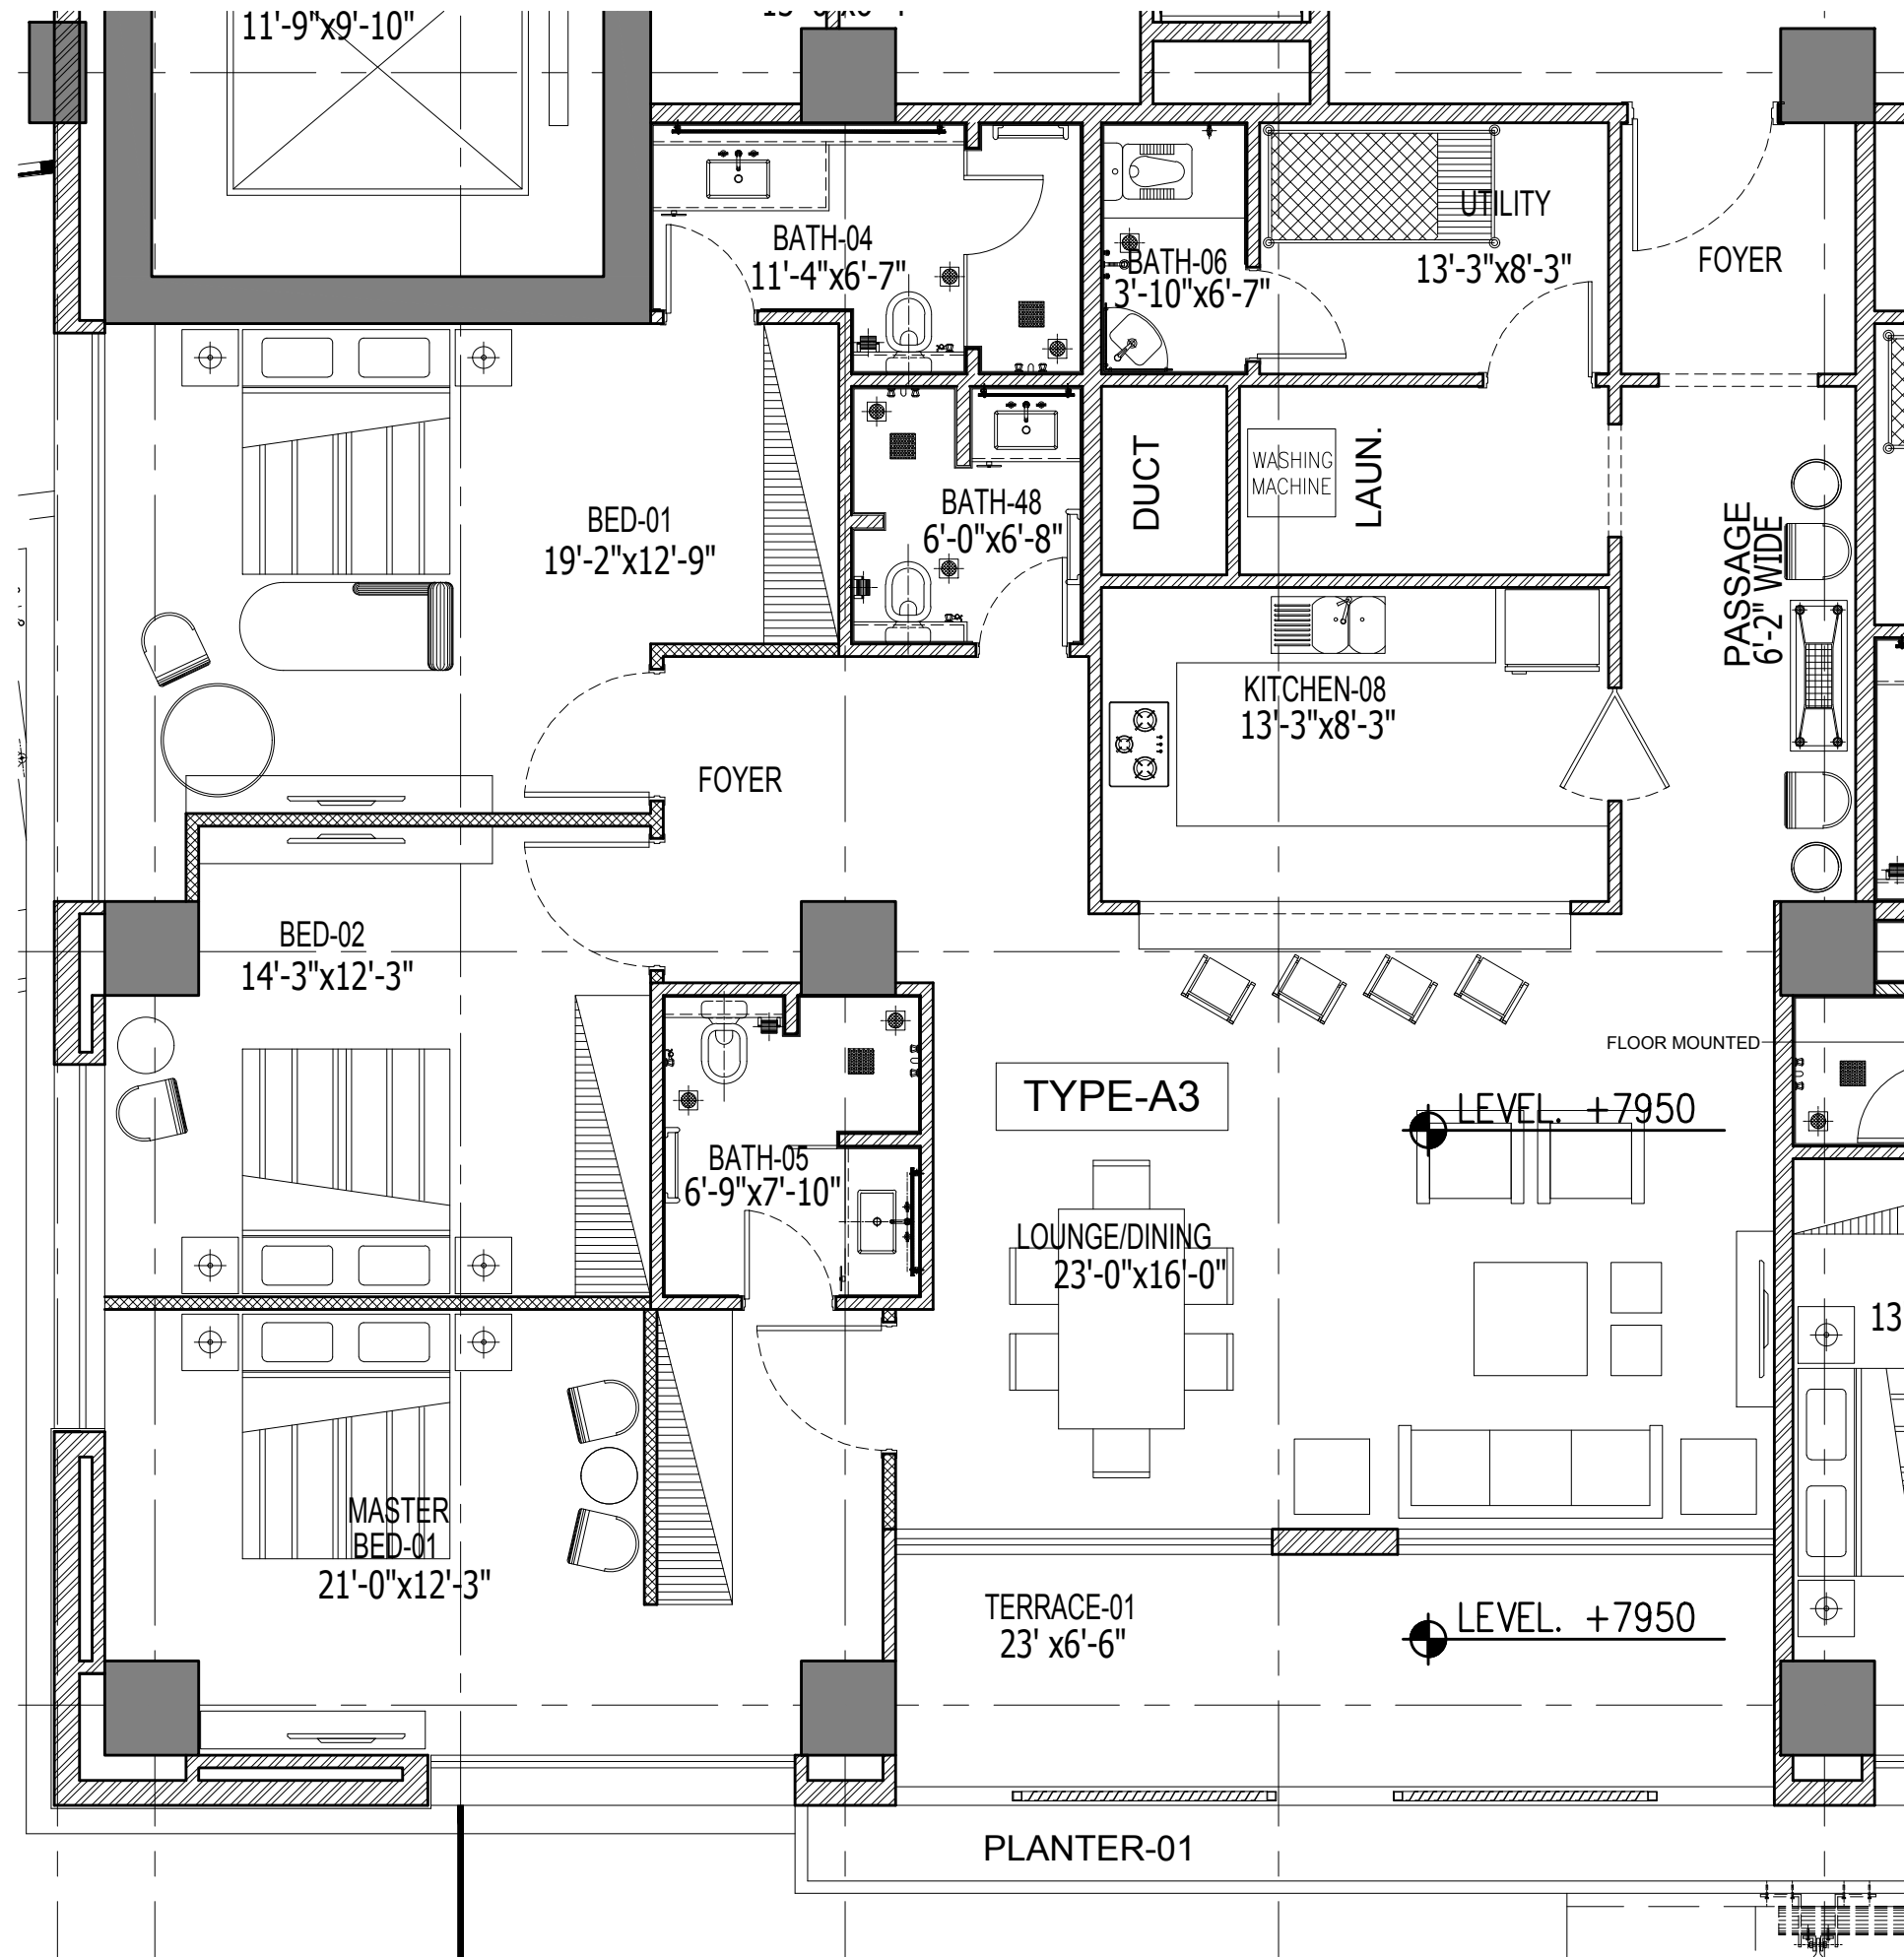 11'-9"x9'-10"
BATH-04
11'-4"x6'-7"
BATH-06
3'-10"x6'-7"
UTILITY
13'-3"x8'-3"
FOYER
BED-01
19'-2"x12'-9"
BATH-48
6'-0"x6'-8"
DUCT
WASHING
MACHINE
LAUN.
PASSAGE
6'-2" WIDE
KITCHEN-08
13'-3"x8'-3"
FOYER
BED-02
14'-3"x12'-3"
FLOOR MOUNTED
TYPE-A3
LEVEL. +7950
BATH-05
6'-9"x7'-10"
LOUNGE/DINING
23'-0"x16'-0"
13
MASTER
BED-01
21'-0"x12'-3"
TERRACE-01
23' x6'-6"
LEVEL. +7950
PLANTER-01